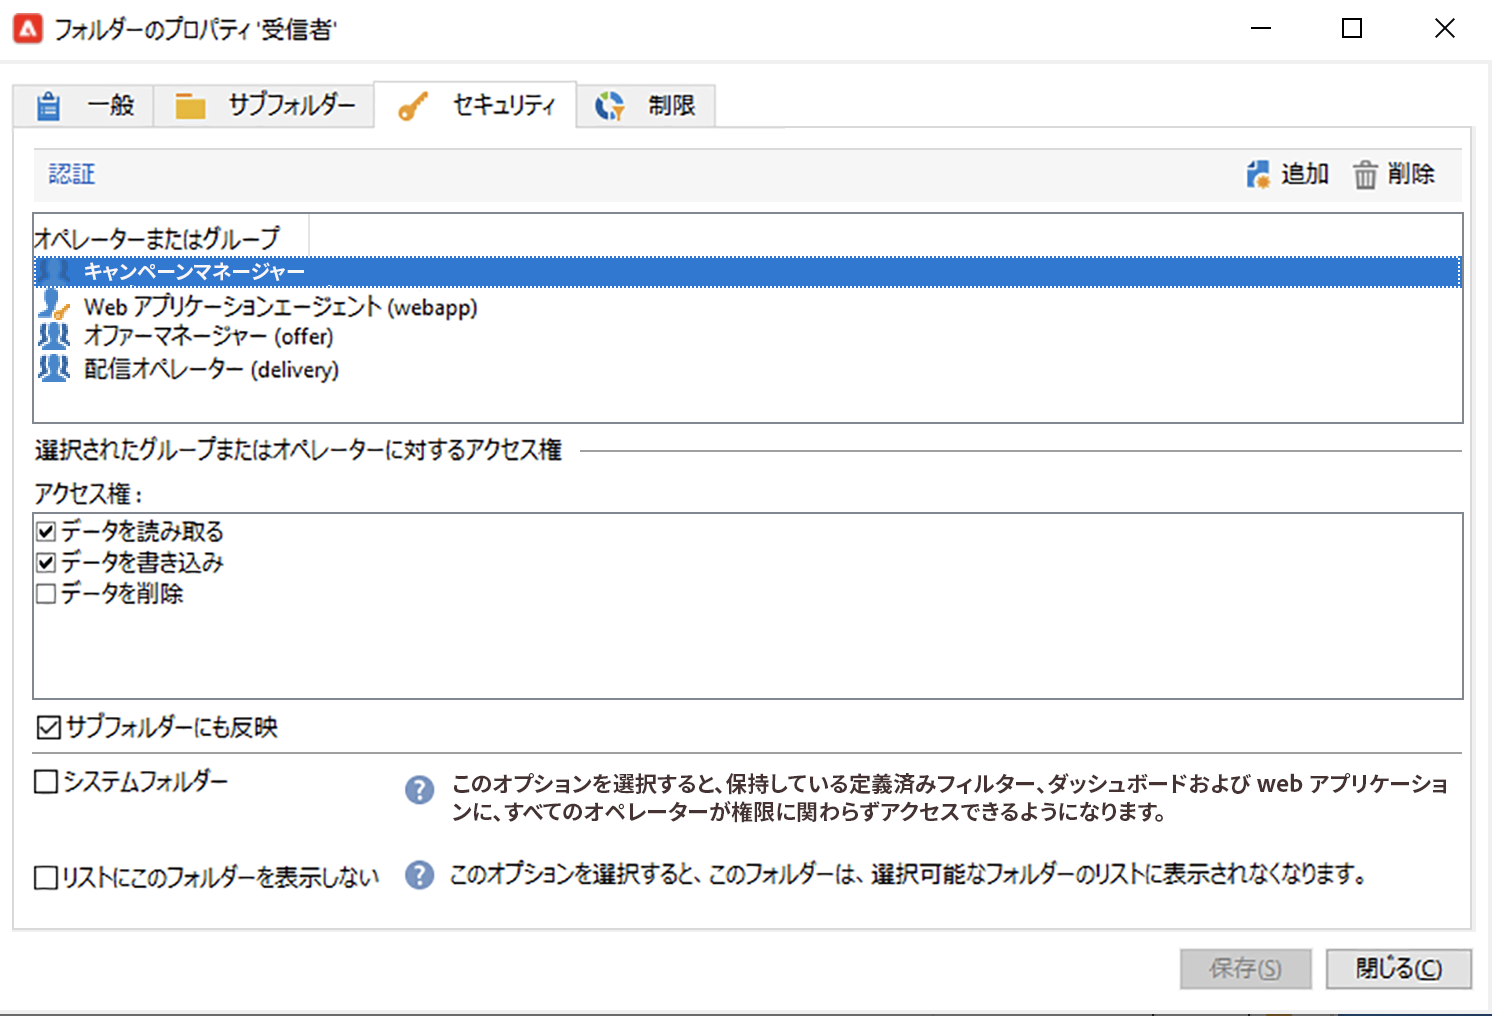 フォルダーのプロパティ '受信者'
一般 サブフォルダー セキュリティ 制限
認証 追加 削除
オペレーターまたはグループ
キャンペーンマネージャー
Web アプリケーションエージェント (webapp)
オファーマネージャー (offer)
配信オペレーター (delivery)
選択されたグループまたはオペレーターに対するアクセス権
アクセス権 :
データを読み取る
データを書き込み
データを削除
サブフォルダーにも反映
システムフォルダー
このオプションを選択すると、保持している定義済みフィルター、ダッシュボードおよび web アプリケーショ
ンに、すべてのオペレーターが権限に関わらずアクセスできるようになります。
リストにこのフォルダーを表示しない
このオプションを選択すると、このフォルダーは、選択可能なフォルダーのリストに表示されなくなります。
保存(S) 閉じる(C)